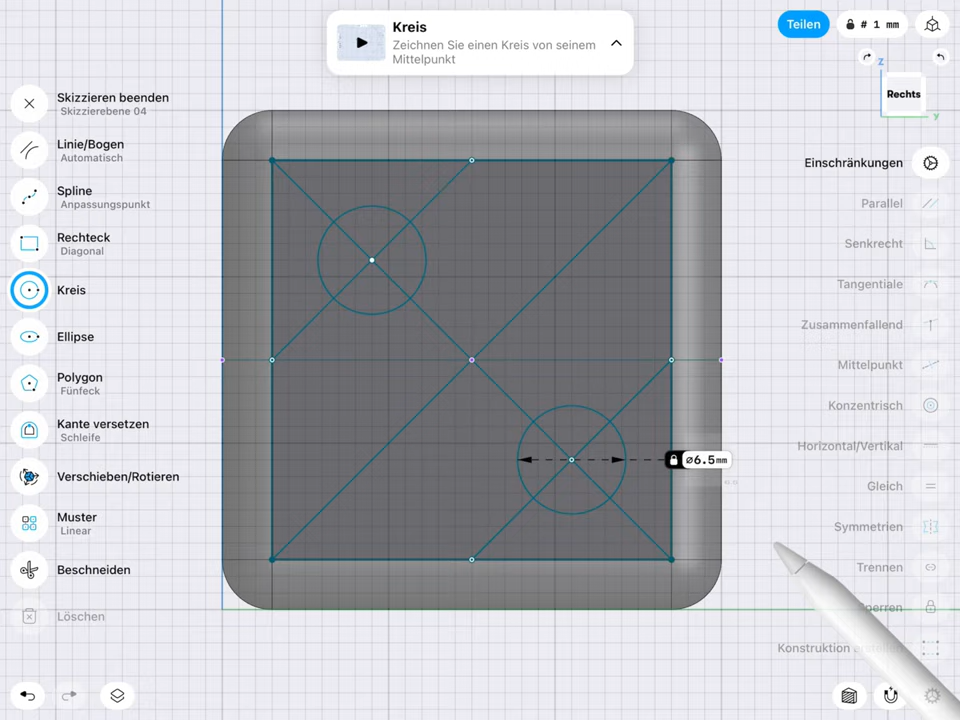 Kreis
Zeichnen Sie einen Kreis von seinem
Mittelpunkt
Teilen
# 1 mm
Z
Rechts
y
Skizzieren beenden
Skizzierebene 04
Linie/Bogen
Automatisch
Spline
Anpassungspunkt
Rechteck
Diagonal
Kreis
Ellipse
Polygon
Fünfeck
Kante versetzen
Schleife
Verschieben/Rotieren
Muster
Linear
Beschneiden
Löschen
Einschränkungen
Parallel
Senkrecht
Tangentiale
Zusammenfallend
Mittelpunkt
Konzentrisch
Horizontal/Vertikal
Gleich
Symmetrien
Trennen
Konstruktion
⌀6.5mm